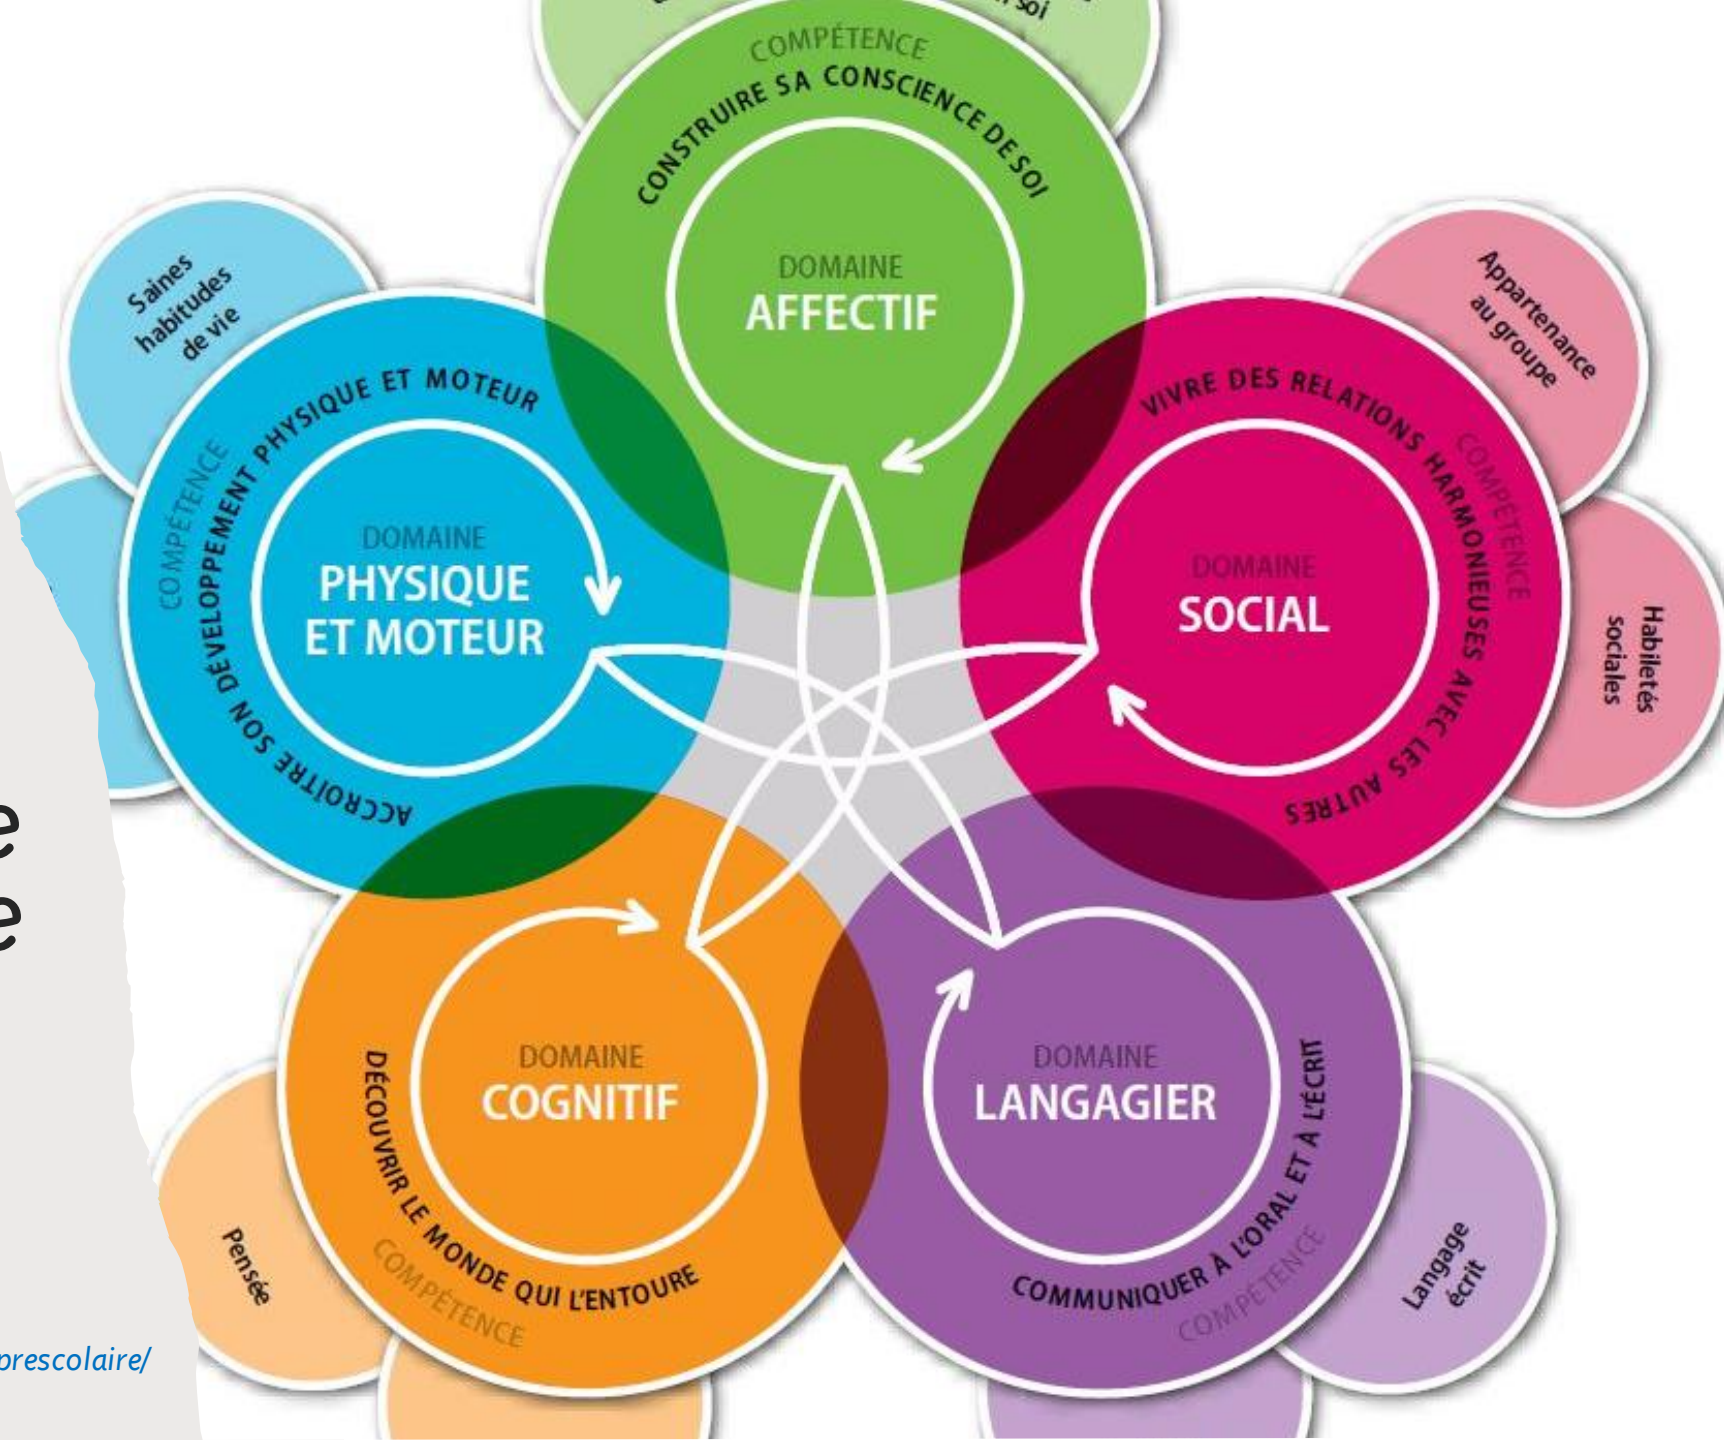 soi
COMPÉTENCE
CONSTRUIRE SA CONSCIENCE DE SOI
DOMAINE
AFFECTIF
Saines
habitudes
de vie
COMPÉTENCE
ACCROÎTRE SON DÉVELOPPEMENT PHYSIQUE ET MOTEUR
DOMAINE
PHYSIQUE
ET MOTEUR
Appartenance
au groupe
VIVRE DES RELATIONS HARMONIEUSES AVEC LES AUTRES
COMPÉTENCE
DOMAINE
SOCIAL
Habiletés
sociales
e
e
DOMAINE
COGNITIF
DÉCOUVRIR LE MONDE QUI L'ENTOURE
COMPÉTENCE
Pensée
DOMAINE
LANGAGIER
COMMUNIQUER À L'ORAL ET À L'ÉCRIT
COMPÉTENCE
Langage
écrit
prescolaire/